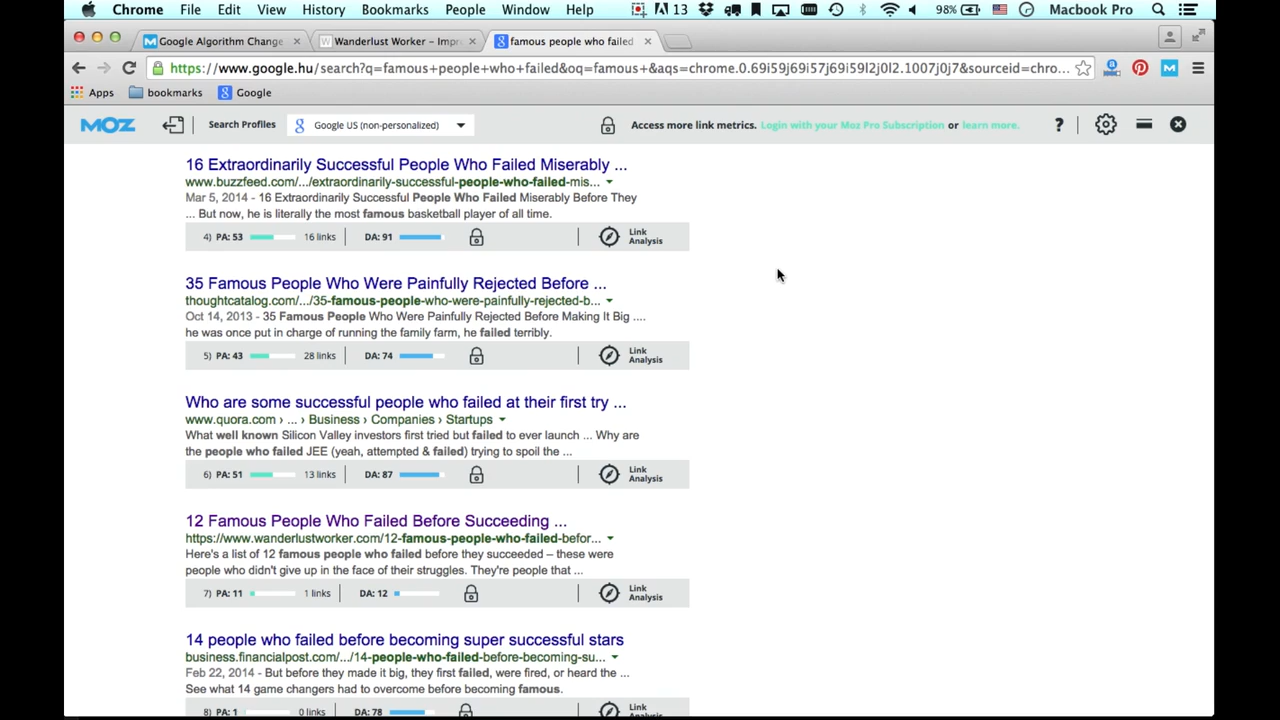 Chrome File Edit View History Bookmarks People Window Help 13 98% Macbook Pro
Google Algorithm Change Wanderlust Worker – Impr famous people who failed
https://www.google.hu/search?q=famous+people+who+failed&oq=famous+&aqs=chrome.0.69i59j69i57j69i59l2j0l2.1007j0j7&sourceid=chro...
Apps bookmarks Google
MOZ Search Profiles Google US (non-personalized) Access more link metrics. Login with your Moz Pro Subscription or learn more. ?
16 Extraordinarily Successful People Who Failed Miserably ...
www.buzzfeed.com/.../extraordinarily-successful-people-who-failed-mis...
Mar 5, 2014 - 16 Extraordinarily Successful People Who Failed Miserably Before They
... But now, he is literally the most famous basketball player of all time.
4) PA: 53 16 links DA: 91 Link Analysis
35 Famous People Who Were Painfully Rejected Before ...
thoughtcatalog.com/.../35-famous-people-who-were-painfully-rejected-b...
Oct 14, 2013 - 35 Famous People Who Were Painfully Rejected Before Making It Big ....
he was once put in charge of running the family farm, he failed terribly.
5) PA: 43 28 links DA: 74 Link Analysis
Who are some successful people who failed at their first try ...
www.quora.com › ... › Business › Companies › Startups
What well known Silicon Valley investors first tried but failed to ever launch ... Why are
the people who failed JEE (yeah, attempted & failed) trying to spoil the ...
6) PA: 51 13 links DA: 87 Link Analysis
12 Famous People Who Failed Before Succeeding ...
https://www.wanderlustworker.com/12-famous-people-who-failed-befor...
Here's a list of 12 famous people who failed before they succeeded – these were
people who didn't give up in the face of their struggles. They're people that ...
7) PA: 11 1 links DA: 12 Link Analysis
14 people who failed before becoming super successful stars
business.financialpost.com/.../14-people-who-failed-before-becoming-su...
Feb 22, 2014 - But before they made it big, they first failed, were fired, or heard the ...
See what 14 game changers had to overcome before becoming famous.
8) PA: 1 0 links DA: 78 Link Analysis